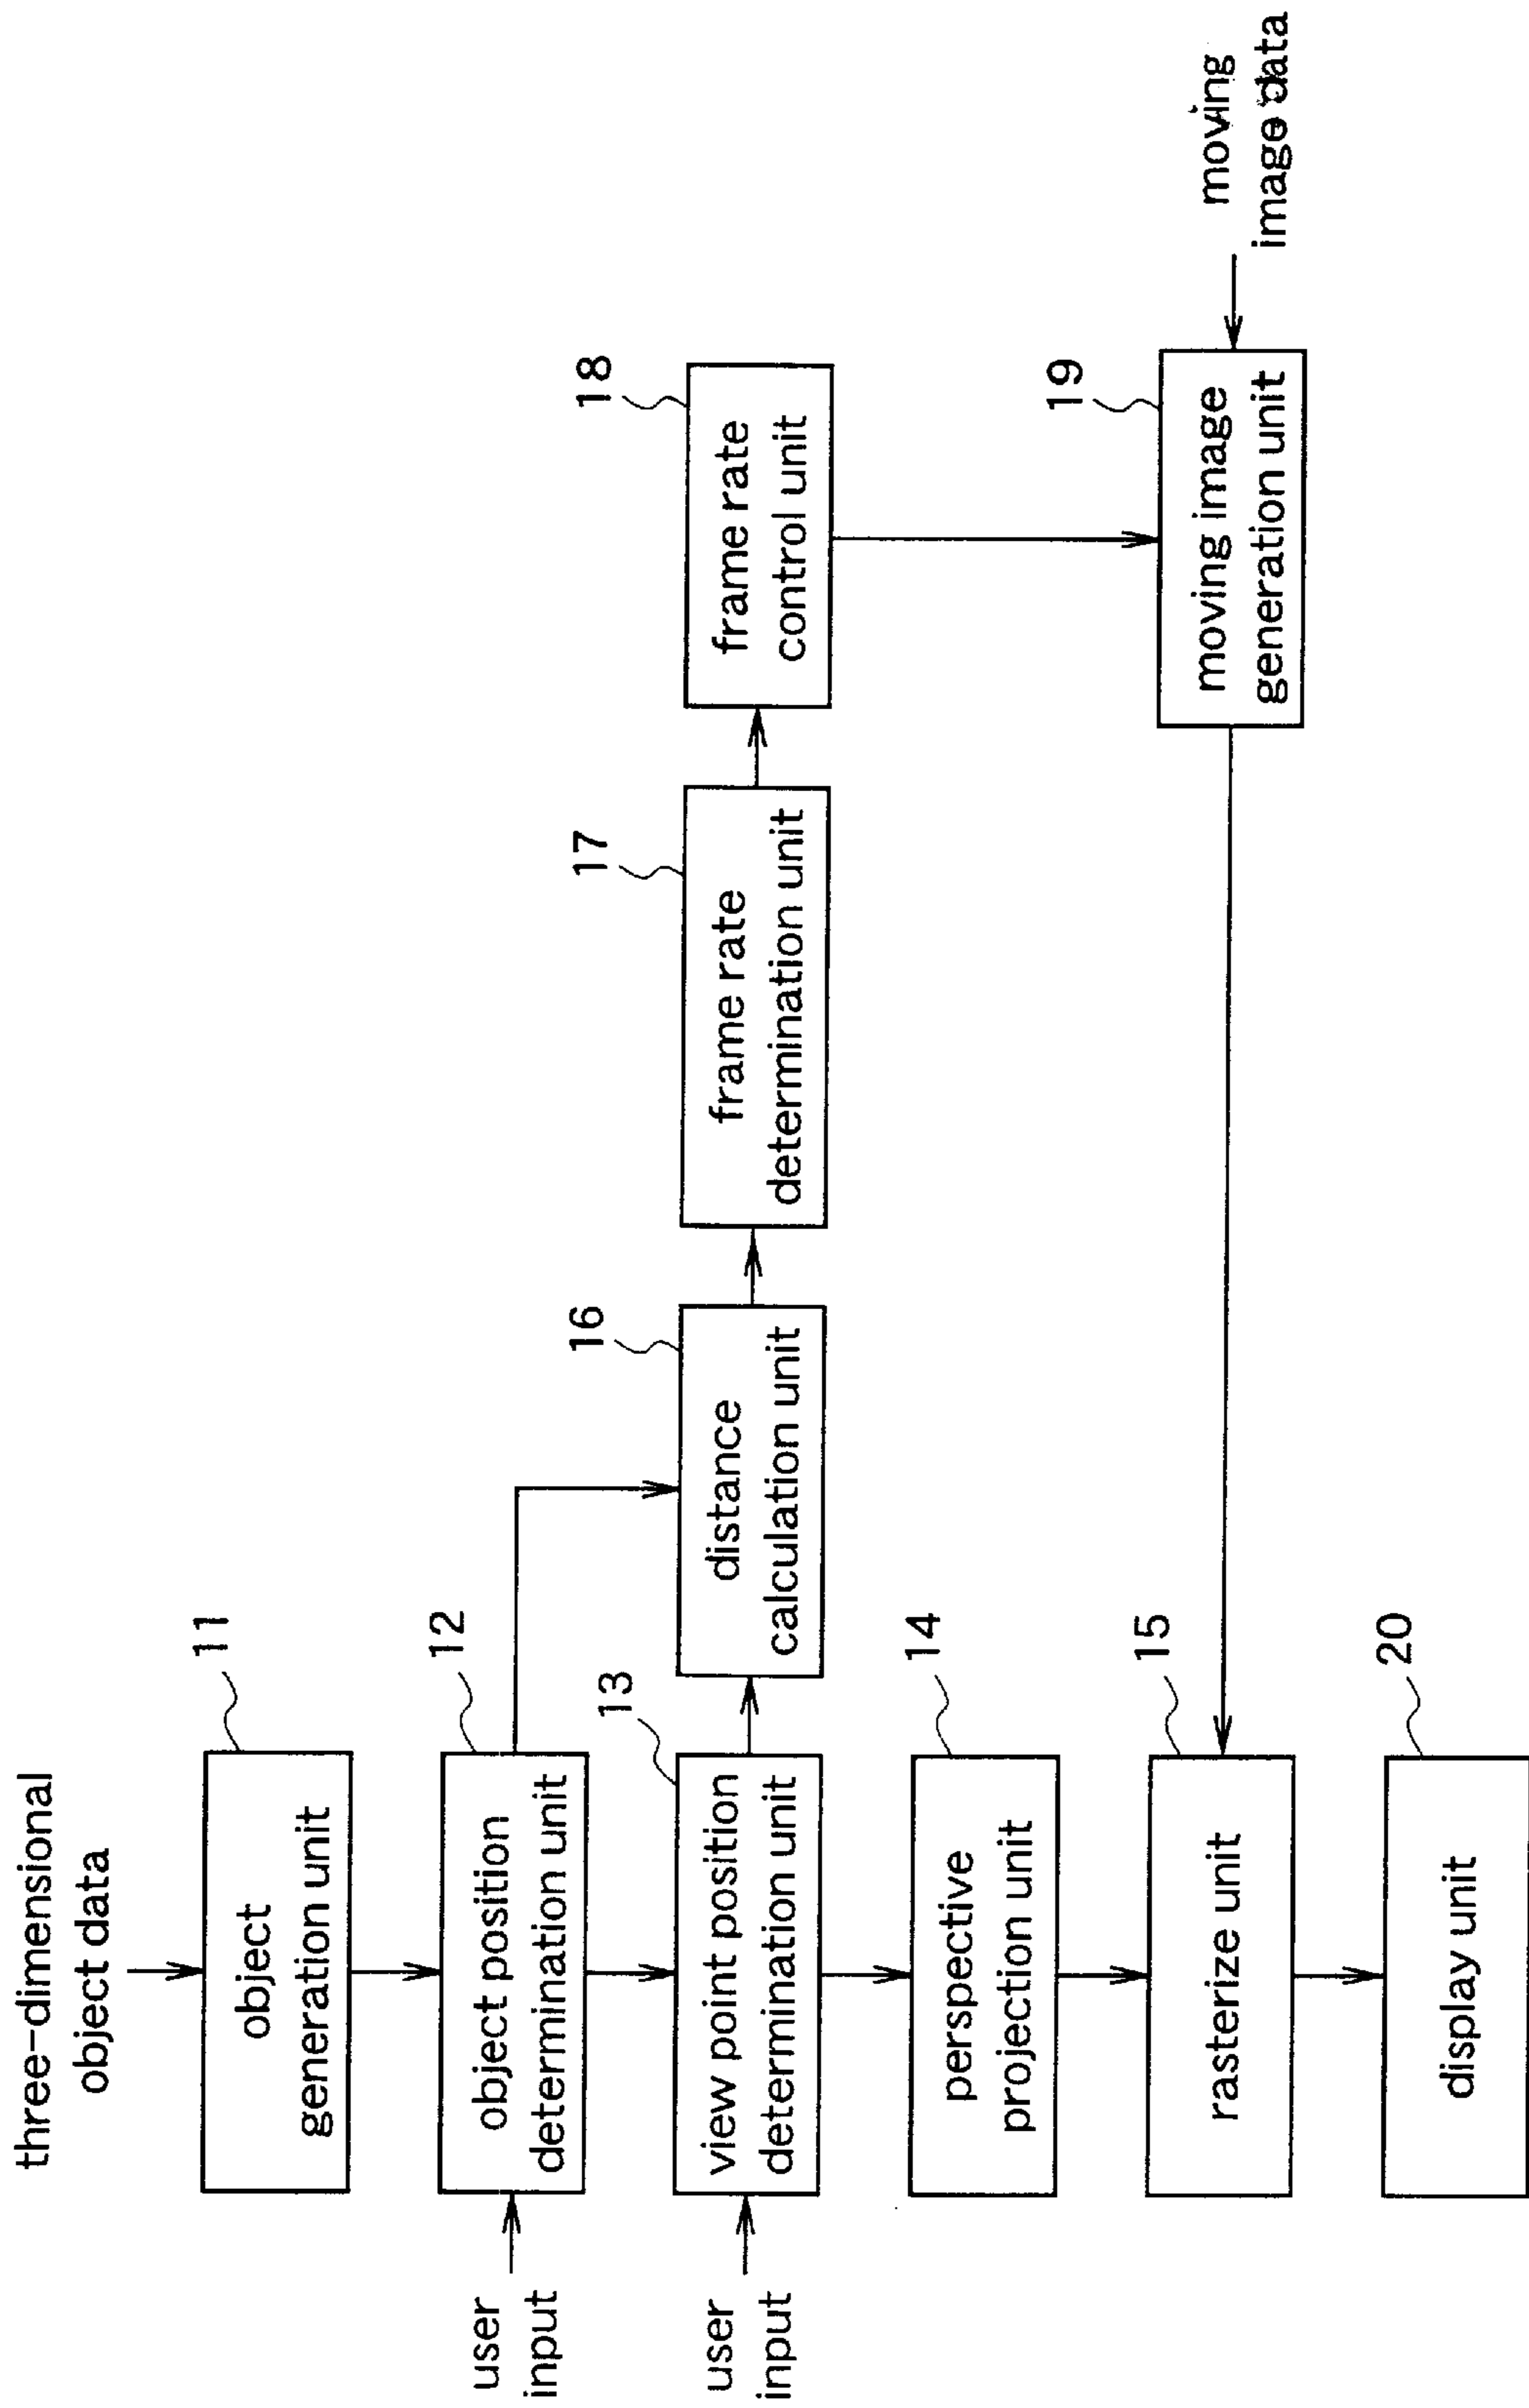 three-dimensional
object data
11
object
generation unit
user
input
12
object position
determination unit
user
input
13
view point position
determination unit
16
distance
calculation unit
17
frame rate
determination unit
18
frame rate
control unit
14
perspective
projection unit
15
rasterize unit
19
moving image
generation unit
moving
image data
20
display unit